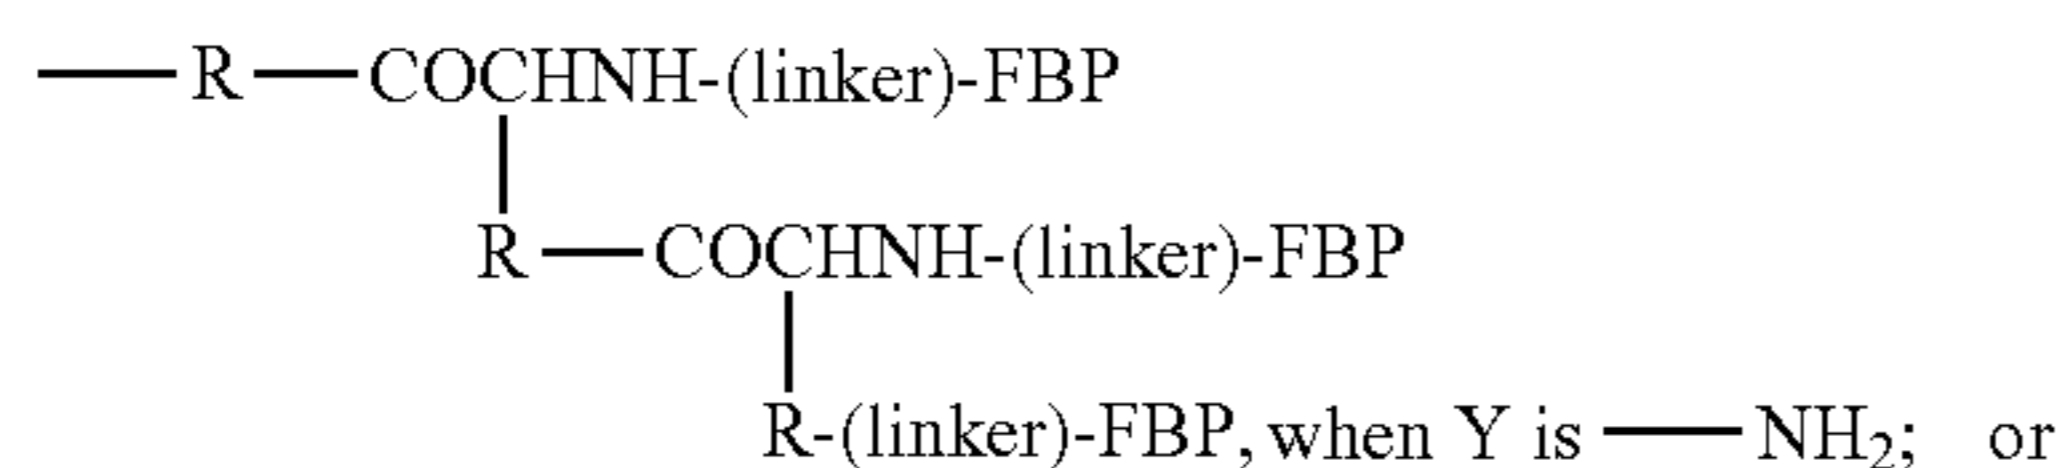 —R—COCHNH-(linker)-FBP
R—COCHNH-(linker)-FBP
R-(linker)-FBP, when Y is —NH₂; or